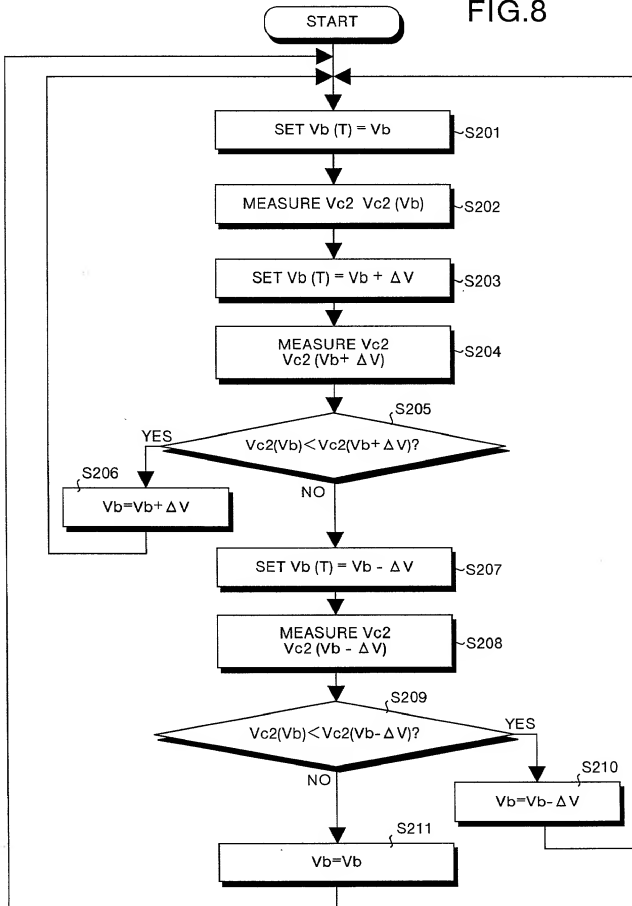 FIG.8
START
SET Vb (T) = Vb
S201
MEASURE Vc2 Vc2 (Vb)
S202
SET Vb (T) = Vb + ΔV
S203
MEASURE Vc2
Vc2 (Vb+ ΔV)
S204
S205
Vc2(Vb)<Vc2(Vb+ΔV)?
YES
NO
S206
Vb=Vb+ΔV
SET Vb (T) = Vb - ΔV
S207
MEASURE Vc2
Vc2 (Vb - ΔV)
S208
S209
Vc2(Vb)<Vc2(Vb-ΔV)?
YES
NO
S210
Vb=Vb-ΔV
S211
Vb=Vb